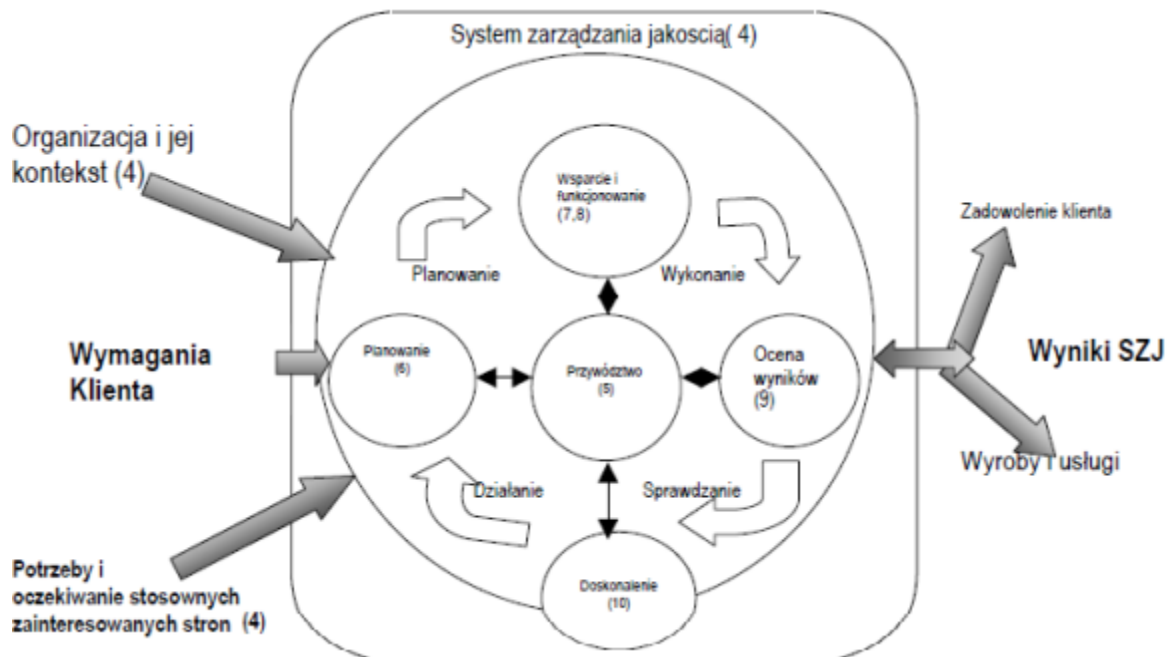 System zarządzania jakoscią( 4)
Organizacja i jej
kontekst (4)
Wsparcie i
funkcjonowanie
(7,8)
Zadowolenie klienta
Planowanie
Wykonanie
Wymagania
Klienta
Planowanie
(6)
Przywództwo
(5)
Ocena
wyników
(9)
Wyniki SZJ
Wyroby i usługi
Działanie
Sprawdzanie
Potrzeby i
oczekiwanie stosownych
zainteresowanych stron (4)
Doskonalenie
(10)